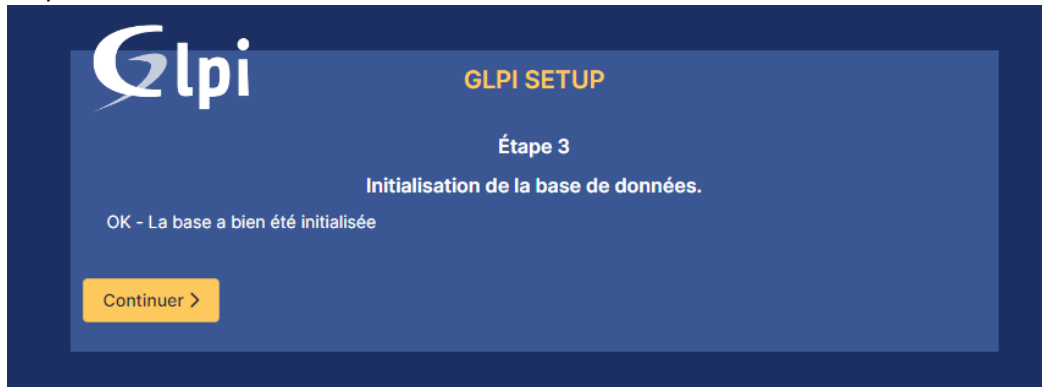 Glpi
GLPI SETUP
Étape 3
Initialisation de la base de données.
OK - La base a bien été initialisée
Continuer >